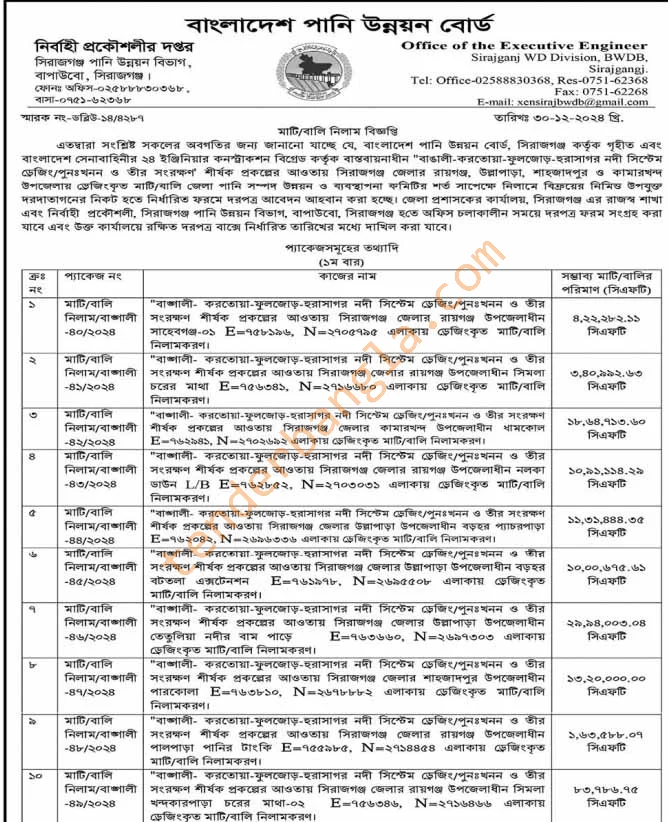 বাংলাদেশ পানি উন্নয়ন বোর্ড
নির্বাহী প্রকৌশলীর দপ্তর
সিরাজগঞ্জ পানি উন্নয়ন বিভাগ,
বাপাউবো, সিরাজগঞ্জ।
ফোনঃ অফিস-০২৫৮৮৮৩০৩৬৮,
বাসা-০৭৫১-৬২৩৬৮
Office of the Executive Engineer
Sirajganj WD Division, BWDB,
Sirajgangj.
Tel: Office-02588830368, Res-0751-62368
Fax: 0751-62268
E-mail: xensirajbwdb@gmail.com
স্মারক নং-ডব্লিউ-১৪/৪২৮৭
তারিখঃ ৩০-১২-২০২৪ খ্রি.
মাটি/বালি নিলাম বিজ্ঞপ্তি
এতদ্বারা সংশ্লিষ্ট সকলের অবগতির জন্য জানানো যাচ্ছে যে, বাংলাদেশ পানি উন্নয়ন বোর্ড, সিরাজগঞ্জ কর্তৃক গৃহীত এবং
বাংলাদেশ সেনাবাহিনীর ২৪ ইঞ্জিনিয়ার কনস্ট্রাকশন বিগ্রেড কর্তৃক বাস্তবায়নাধীন "বাঙালী-করতোয়া-ফুলজোড়-হুরাসাগর নদী সিস্টেম
ড্রেজিং/পুনঃখনন ও তীর সংরক্ষণ' শীর্ষক প্রকল্পের আওতায় সিরাজগঞ্জ জেলার রায়গঞ্জ, উল্লাপাড়া, শাহজাদপুর ও কামারখন্দ
উপজেলায় ড্রেজিংকৃত মাটি/বালি জেলা পানি সম্পদ উন্নয়ন ও ব্যবস্থাপনা কমিটির শর্ত সাপেক্ষে নিলামে বিক্রয়ের নিমিত্ত উপযুক্ত
দরদাতাগনের নিকট হতে নির্ধারিত ফরমে দরপত্র আবেদন আহবান করা হচ্ছে। জেলা প্রশাসকের কার্যালয়, সিরাজগঞ্জ এর রাজস্ব শাখা
এবং নির্বাহী প্রকৌশলী, সিরাজগঞ্জ পানি উন্নয়ন বিভাগ, বাপাউবো, সিরাজগঞ্জ হতে অফিস চলাকালীন সময়ে দরপত্র ফরম সংগ্রহ করা
যাবে এবং উক্ত কার্যালয়ে রক্ষিত দরপত্র বাক্সে নির্ধারিত তারিখের মধ্যে দাখিল করা যাবে।
প্যাকেজসমূহের তথ্যাদি
(১ম বার)
ক্রঃ নং
প্যাকেজ নং
কাজের নাম
সম্ভাব্য মাটি/বালির
পরিমাণ (সিএফটি)
১
মাটি/বালি
নিলাম/বাঙ্গালী
-৪০/২০২৪
"বাঙ্গালী- করতোয়া-ফুলজোড়-হুরাসাগর নদী সিস্টেম ড্রেজিং/পুনঃখনন ও তীর
সংরক্ষণ শীর্ষক প্রকল্পের আওতায় সিরাজগঞ্জ জেলার রায়গঞ্জ উপজেলাধীন
সাহেবগঞ্জ-০১ E=৭৫৮১৯৬, N=২৭০৫৭৯৫ এলাকায় ড্রেজিংকৃত মাটি/বালি
নিলামকরণ।
৪,২২,২৮২.১১
সিএফটি
২
মাটি/বালি
নিলাম/বাঙ্গালী
-৪১/২০২৪
"বাঙ্গালী- করতোয়া-ফুলজোড়-হুরাসাগর নদী সিস্টেম ড্রেজিং/পুনঃখনন ও তীর
সংরক্ষণ শীর্ষক প্রকল্পের আওতায় সিরাজগঞ্জ জেলার রায়গঞ্জ উপজেলাধীন সিমলা
চরের মাথা E=৭৫৬৩৪১, N=২৭১৬৬৮০ এলাকায় ড্রেজিংকৃত মাটি/বালি
নিলামকরণ।
৩,৪০,৯৯২.৬৩
সিএফটি
৩
মাটি/বালি
নিলাম/বাঙ্গালী
-৪২/২০২৪
"বাঙ্গালী- করতোয়া-ফুলজোড়-হুরাসাগর নদী সিস্টেম ড্রেজিং/পুনঃখনন ও তীর সংরক্ষণ
শীর্ষক প্রকল্পের আওতায় সিরাজগঞ্জ জেলার কামারখন্দ উপজেলাধীন ধামকোল
E=৭৬২৯৪১, N=২৭০২৬৯২ এলাকায় ড্রেজিংকৃত মাটি/বালি নিলামকরণ।
১৮,৬৪,৭১৩.৬০
সিএফটি
৪
মাটি/বালি
নিলাম/বাঙ্গালী
-৪৩/২০২৪
"বাঙ্গালী- করতোয়া-ফুলজোড়-হুরাসাগর নদী সিস্টেম ড্রেজিং/পুনঃখনন ও তীর
সংরক্ষণ শীর্ষক প্রকল্পের আওতায় সিরাজগঞ্জ জেলার রায়গঞ্জ উপজেলাধীন নলকা
ডাউন L/B E=৭৬২৮৫২, N=২৭০৩০৩১ এলাকায় ড্রেজিংকৃত মাটি/বালি
নিলামকরণ।
১০,৯১,১১৪.২৯
সিএফটি
৫
মাটি/বালি
নিলাম/বাঙ্গালী
-৪৪/২০২৪
"বাঙ্গালী- করতোয়া-ফুলজোড়-হুরাসাগর নদী সিস্টেম ড্রেজিং/পুনঃখনন ও তীর সংরক্ষণ
শীর্ষক প্রকল্পের আওতায় সিরাজগঞ্জ জেলার উল্লাপাড়া উপজেলাধীন বড়হর প্যাচরপাড়া
E=৭৬২০৪২, N=২৬৯৬৩৩৬ এলাকায় ড্রেজিংকৃত মাটি/বালি নিলামকরণ।
১১,৩১,৪৪৪.৩৫
সিএফটি
৬
মাটি/বালি
নিলাম/বাঙ্গালী
-৪৫/২০২৪
"বাঙ্গালী- করতোয়া-ফুলজোড়-হুরাসাগর নদী সিস্টেম ড্রেজিং/পুনঃখনন ও তীর
সংরক্ষণ শীর্ষক প্রকল্পের আওতায় সিরাজগঞ্জ জেলার উল্লাপাড়া উপজেলাধীন বড়হর
বটতলা এক্সটেনশন E=৭৬১৯৭৮, N=২৬৯৫৫০৮ এলাকায় ড্রেজিংকৃত
মাটি/বালি নিলামকরণ।
১০,০০,৬৭৫.৬১
সিএফটি
৭
মাটি/বালি
নিলাম/বাঙ্গালী
-৪৬/২০২৪
"বাঙ্গালী- করতোয়া-ফুলজোড়-হুরাসাগর নদী সিস্টেম ড্রেজিং/পুনঃখনন ও তীর
সংরক্ষণ শীর্ষক প্রকল্পের আওতায় সিরাজগঞ্জ জেলার উল্লাপাড়া উপজেলাধীন
তেতুলিয়া নদীর বাম পাড়ে E=৭৬৩৬৬০, N=২৬৯৭৩০৩ এলাকায়
ড্রেজিংকৃত মাটি/বালি নিলামকরণ।
২৯,৯৪,০০৩.০৪
সিএফটি
৮
মাটি/বালি
নিলাম/বাঙ্গালী
-৪৭/২০২৪
"বাঙ্গালী- করতোয়া-ফুলজোড়-হুরাসাগর নদী সিস্টেম ড্রেজিং/পুনঃখনন ও তীর
সংরক্ষণ শীর্ষক প্রকল্পের আওতায় সিরাজগঞ্জ জেলার শাহজাদপুর উপজেলাধীন
পারকোলা E=৭৬৩৮১০, N=২৬৭৮৮৮২ এলাকায় ড্রেজিংকৃত মাটি/বালি
নিলামকরণ।
১৩,২০,০০০.০০
সিএফটি
৯
মাটি/বালি
নিলাম/বাঙ্গালী
-৪৮/২০২৪
"বাঙ্গালী- করতোয়া-ফুলজোড়-হুরাসাগর নদী সিস্টেম ড্রেজিং/পুনঃখনন ও তীর
সংরক্ষণ শীর্ষক প্রকল্পের আওতায় সিরাজগঞ্জ জেলার রায়গঞ্জ উপজেলাধীন
পালপাড়া পানির টাংকি E=৭৫৫৯৮৫, N=২৭১৪৪৫৪ এলাকায় ড্রেজিংকৃত
মাটি/বালি নিলামকরণ।
১,৬৩,৫৮৮.০৭
সিএফটি
১০
মাটি/বালি
নিলাম/বাঙ্গালী
-৪৯/২০২৪
"বাঙ্গালী- করতোয়া-ফুলজোড়-হুরাসাগর নদী সিস্টেম ড্রেজিং/পুনঃখনন ও তীর
সংরক্ষণ শীর্ষক প্রকল্পের আওতায় সিরাজগঞ্জ জেলার রায়গঞ্জ উপজেলাধীন সিমলা
খন্দকারপাড়া চরের মাথা-০২ E=৭৫৬৩৪৬, N=২৭১৬৪৬৬ এলাকায়
ড্রেজিংকৃত মাটি/বালি নিলামকরণ।
৮৩,৭৮৬.৭৫
সিএফটি
tenderbangla.com